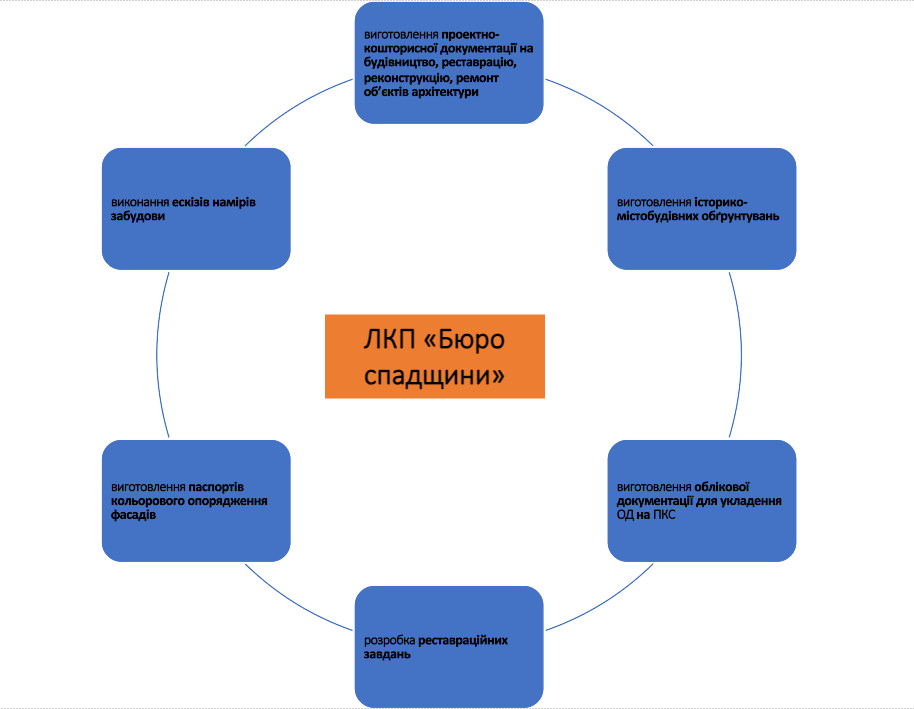 виготовлення проектно-
кошторисної документації на
будівництво, реставрацію,
реконструкцію, ремонт
об'єктів архітектури
виконання ескізів намірів
забудови
виготовлення історико-
містобудівних обґрунтувань
ЛКП «Бюро
спадщини»
виготовлення паспортів
кольорового опорядження
фасадів
виготовлення облікової
документації для укладення
ОД на ПКС
розробка реставраційних
завдань